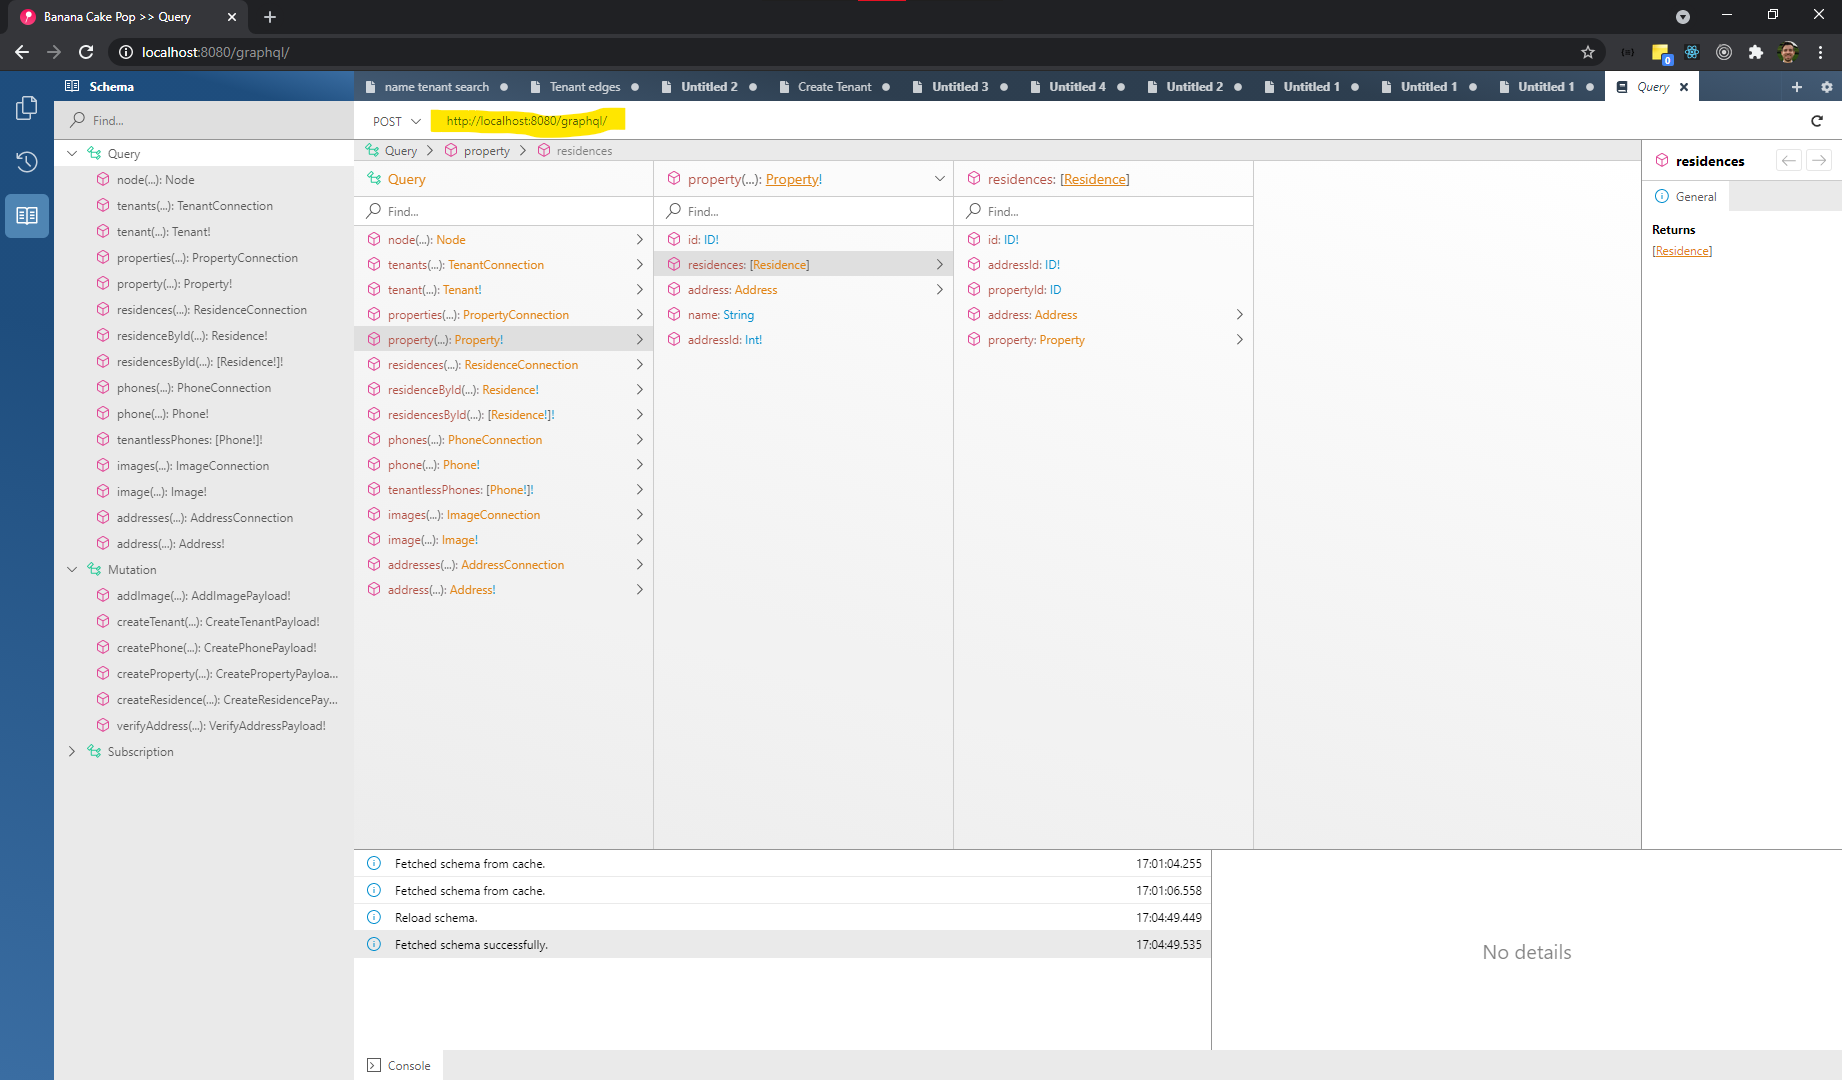 Banana Cake Pop >> Query
localhost:8080/graphql/
0
Schema
name tenant search
Tenant edges
Untitled 2
Create Tenant
Untitled 3
Untitled 4
Untitled 2
Untitled 1
Untitled 1
Untitled 1
Query
Find...
POST
http://localhost:8080/graphql/
Query
node(...): Node
tenants(...): TenantConnection
tenant(...): Tenant!
properties(...): PropertyConnection
property(...): Property!
residences(...): ResidenceConnection
residenceById(...): Residence!
residencesById(...): [Residence!]!
phones(...): PhoneConnection
phone(...): Phone!
tenantlessPhones: [Phone!]!
images(...): ImageConnection
image(...): Image!
addresses(...): AddressConnection
address(...): Address!
Mutation
addImage(...): AddImagePayload!
createTenant(...): CreateTenantPayload!
createPhone(...): CreatePhonePayload!
createProperty(...): CreatePropertyPayloa...
createResidence(...): CreateResidencePay...
verifyAddress(...): VerifyAddressPayload!
Subscription
Query > property > residences
Query
Find...
node(...): Node
tenants(...): TenantConnection
tenant(...): Tenant!
properties(...): PropertyConnection
property(...): Property!
residences(...): ResidenceConnection
residenceById(...): Residence!
residencesById(...): [Residence!]!
phones(...): PhoneConnection
phone(...): Phone!
tenantlessPhones: [Phone!]!
images(...): ImageConnection
image(...): Image!
addresses(...): AddressConnection
address(...): Address!
property(...): Property!
Find...
id: ID!
residences: [Residence]
address: Address
name: String
addressId: Int!
residences: [Residence]
Find...
id: ID!
addressId: ID!
propertyId: ID
address: Address
property: Property
residences
General
Returns
[Residence]
Fetched schema from cache. 17:01:04.255
Fetched schema from cache. 17:01:06.558
Reload schema. 17:04:49.449
Fetched schema successfully. 17:04:49.535
No details
Console